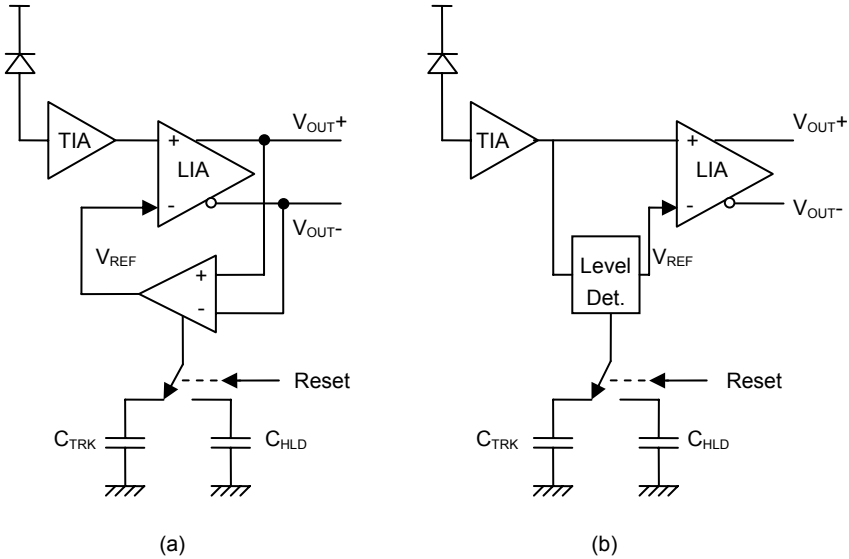 TIA
+
LIA
-
VOUT+
VOUT-
VREF
+
-
Reset
CTRK
CHLD
(a)
TIA
+
LIA
-
VOUT+
VOUT-
Level
Det.
VREF
Reset
CTRK
CHLD
(b)